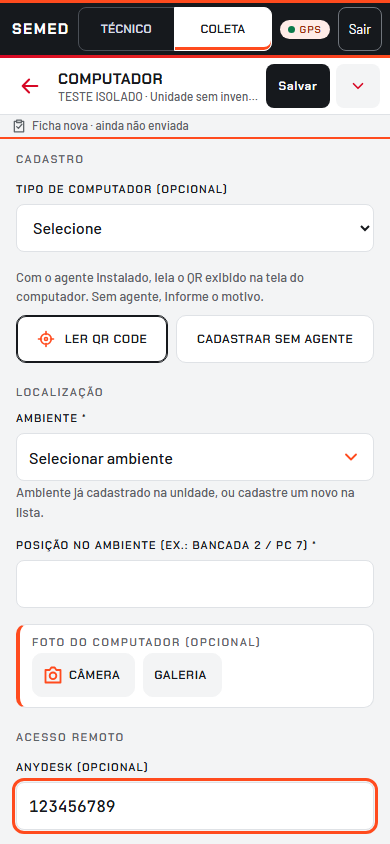 SEMED
TÉCNICO
COLETA
GPS
Sair
COMPUTADOR
TESTE ISOLADO · Unidade sem inven...
Salvar
Ficha nova · ainda não enviada
CADASTRO
TIPO DE COMPUTADOR (OPCIONAL)
Selecione
Com o agente instalado, leia o QR exibido na tela do
computador. Sem agente, informe o motivo.
LER QR CODE
CADASTRAR SEM AGENTE
LOCALIZAÇÃO
AMBIENTE *
Selecionar ambiente
Ambiente já cadastrado na unidade, ou cadastre um novo na
lista.
POSIÇÃO NO AMBIENTE (EX.: BANCADA 2 / PC 7) *
FOTO DO COMPUTADOR (OPCIONAL)
CÂMERA
GALERIA
ACESSO REMOTO
ANYDESK (OPCIONAL)
123456789